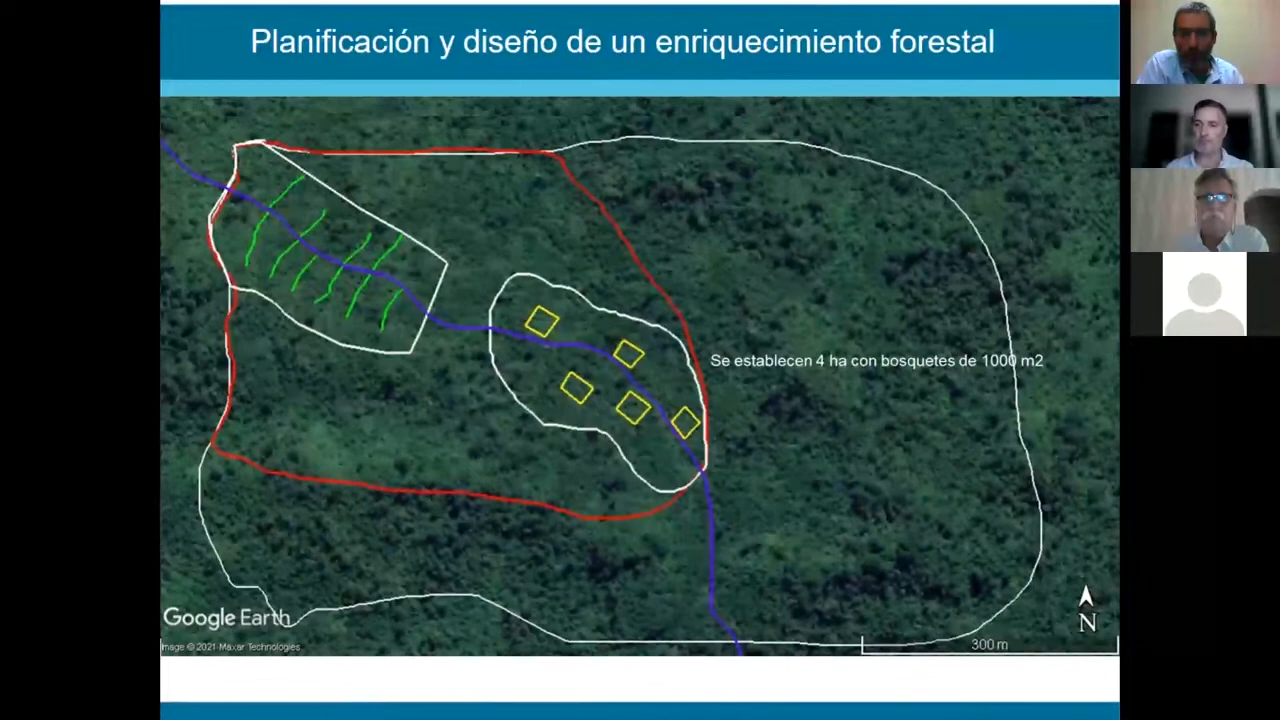 Planificación y diseño de un enriquecimiento forestal
Se establecen 4 ha con bosquetes de 1000 m2
Google Earth
Image © 2021 Maxar Technologies
N
300 m